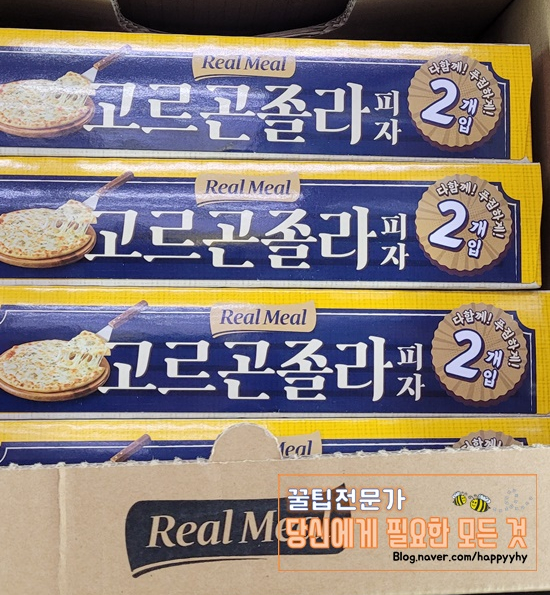 Real Meal
고르곤졸라 피자
다함께! 푸짐하게!
2개입
Real Meal
고르곤졸라 피자
다함께! 푸짐하게!
2개입
Real Meal
고르곤졸라 피자
다함께! 푸짐하게!
2개입
Meal
Real Meal
꿀팁전문가
당신에게 필요한 모든 것
Blog.naver.com/happyyhy